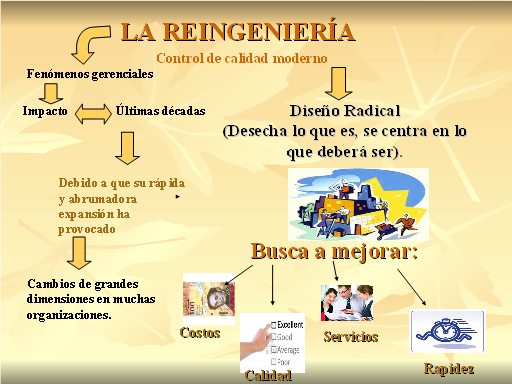 LA REINGENIERÍA
Control de calidad moderno
Fenómenos gerenciales
Impacto
Últimas décadas
Debido a que su rápida
y abrumadora
expansión ha
provocado
Cambios de grandes
dimensiones en muchas
organizaciones.
Diseño Radical
(Desecha lo que es, se centra en lo
que deberá ser).
Busca a mejorar:
Costos
Excellent
Good
Average
Poor
Calidad
Servicios
Rapidez